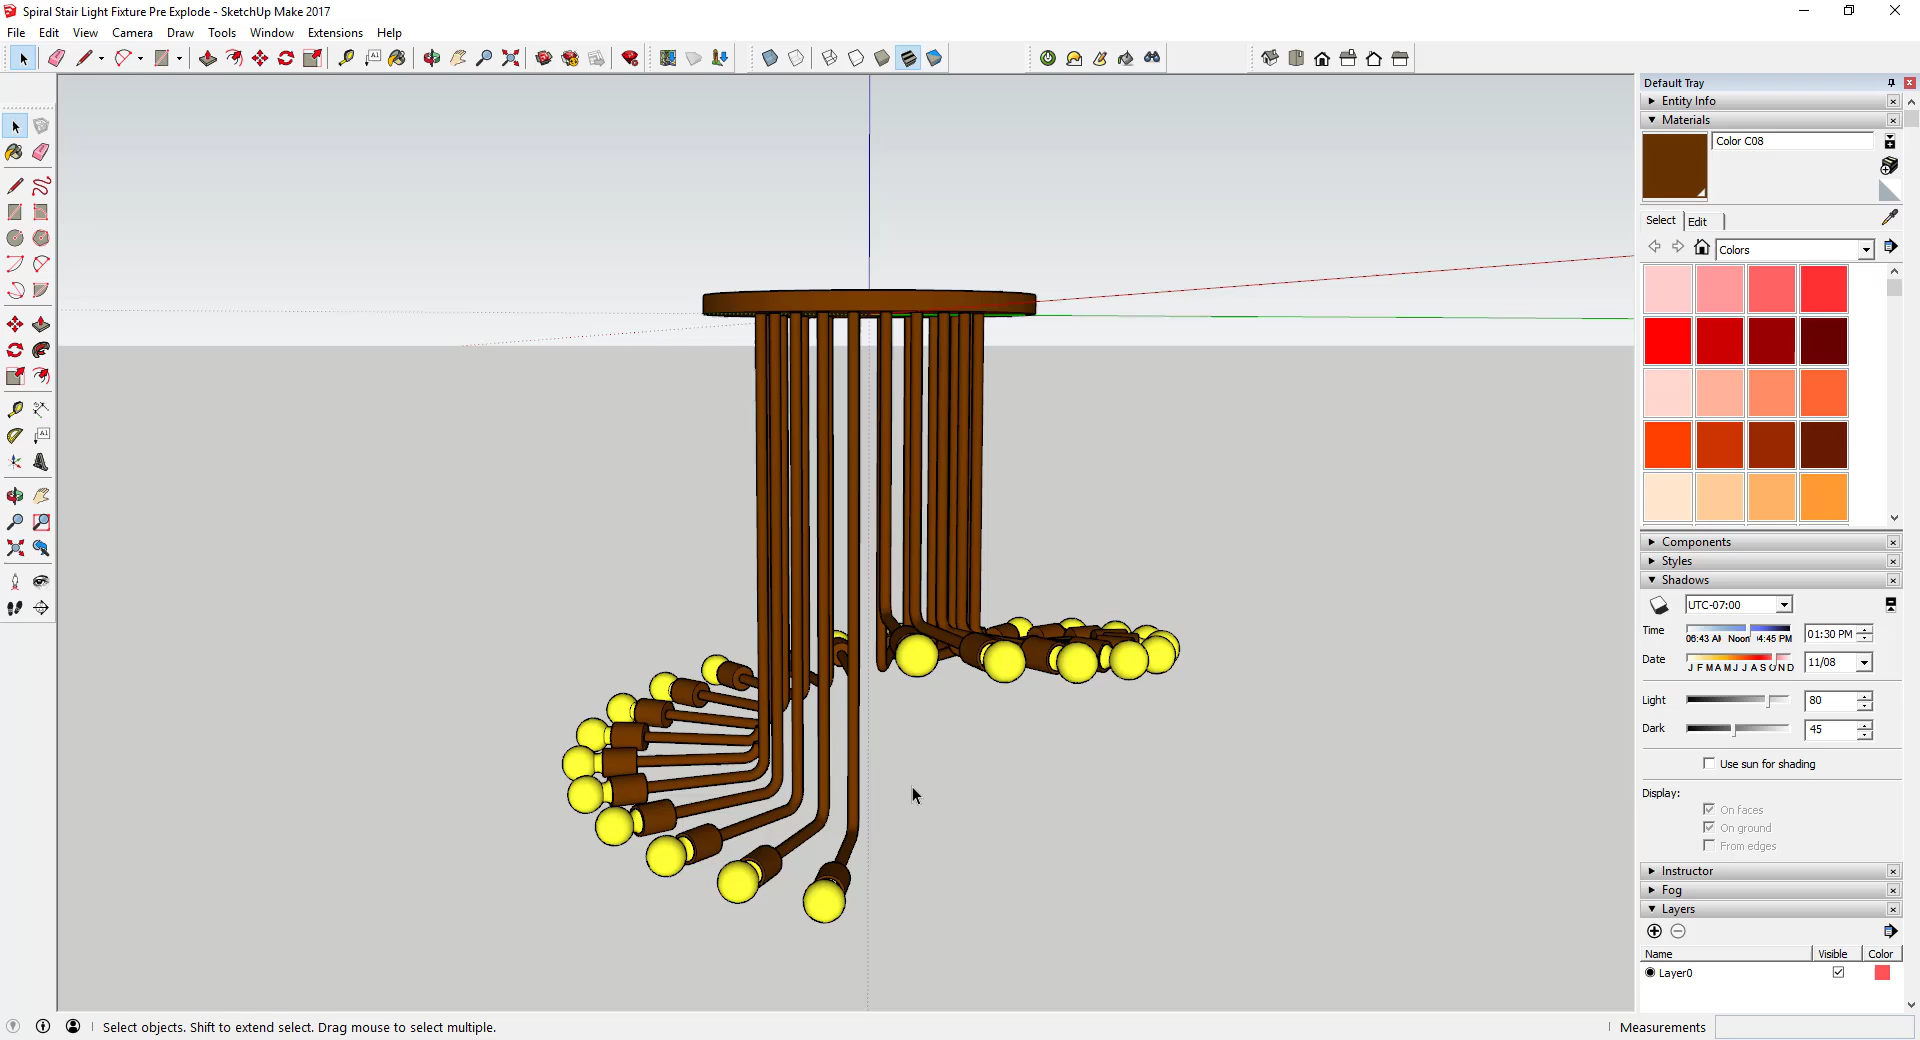 Spiral Stair Light Fixture Pre Explode - SketchUp Make 2017
File Edit View Camera Draw Tools Window Extensions Help
Default Tray
Entity Info
Materials
Color C08
Select Edit
Colors
Components
Styles
Shadows
UTC-07:00
Time
06:43 AM Noon 04:45 PM
01:30 PM
Date
J F M A M J J A S O N D
11/08
Light
80
Dark
45
Use sun for shading
Display:
On faces
On ground
From edges
Instructor
Fog
Layers
Name Visible Color
Layer0
Select objects. Shift to extend select. Drag mouse to select multiple.
Measurements